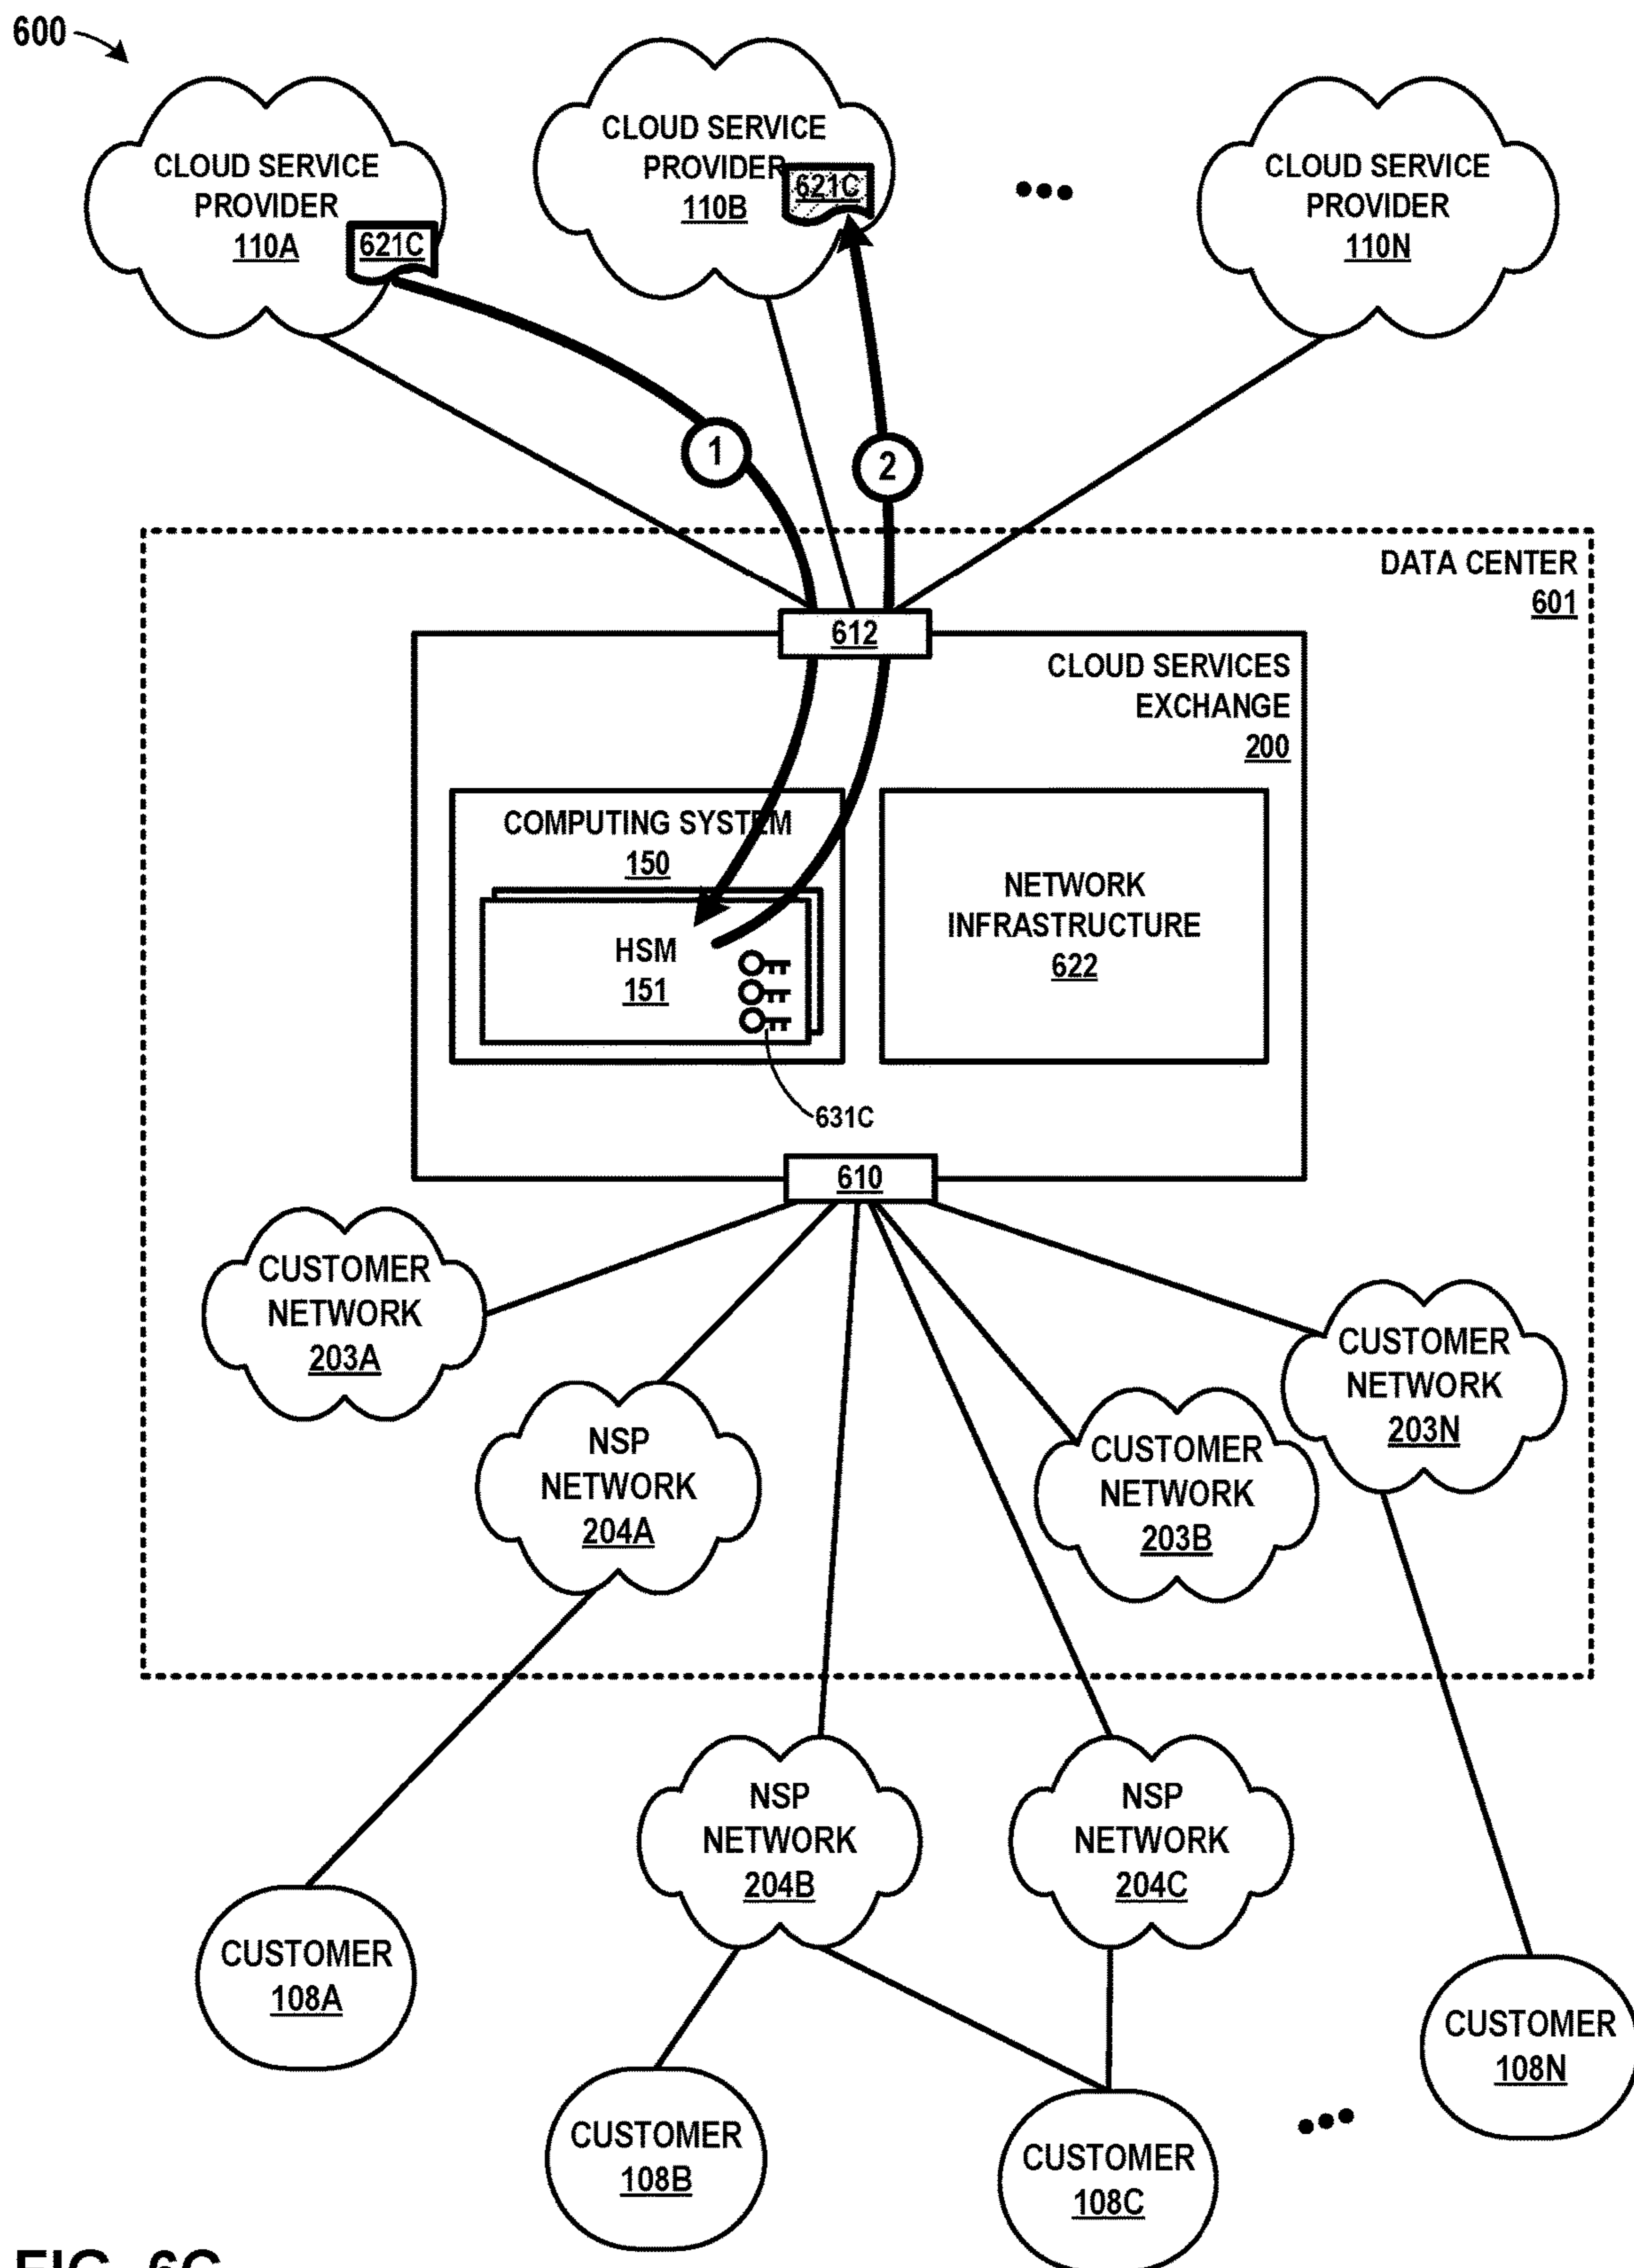 600
CLOUD SERVICE
PROVIDER
110A
621C
CLOUD SERVICE
PROVIDER
110B
621C
CLOUD SERVICE
PROVIDER
110N
1
2
DATA CENTER
601
612
CLOUD SERVICES
EXCHANGE
200
COMPUTING SYSTEM
150
HSM
151
NETWORK
INFRASTRUCTURE
622
631C
610
CUSTOMER
NETWORK
203A
NSP
NETWORK
204A
CUSTOMER
NETWORK
203B
CUSTOMER
NETWORK
203N
NSP
NETWORK
204B
NSP
NETWORK
204C
CUSTOMER
108A
CUSTOMER
108B
CUSTOMER
108C
CUSTOMER
108N
FIG. 6C